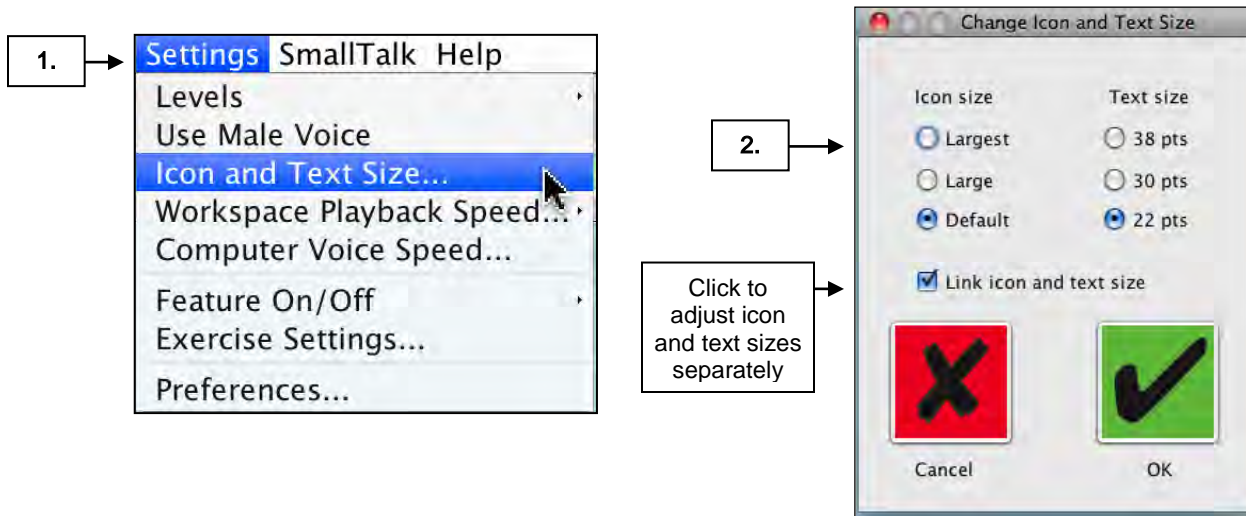 1.
Settings SmallTalk Help
Levels
Use Male Voice
Icon and Text Size...
Workspace Playback Speed...
Computer Voice Speed...
Feature On/Off
Exercise Settings...
Preferences...
2.
Click to
adjust icon
and text sizes
separately
Change Icon and Text Size
Icon size Text size
Largest 38 pts
Large 30 pts
Default 22 pts
Link icon and text size
Cancel OK